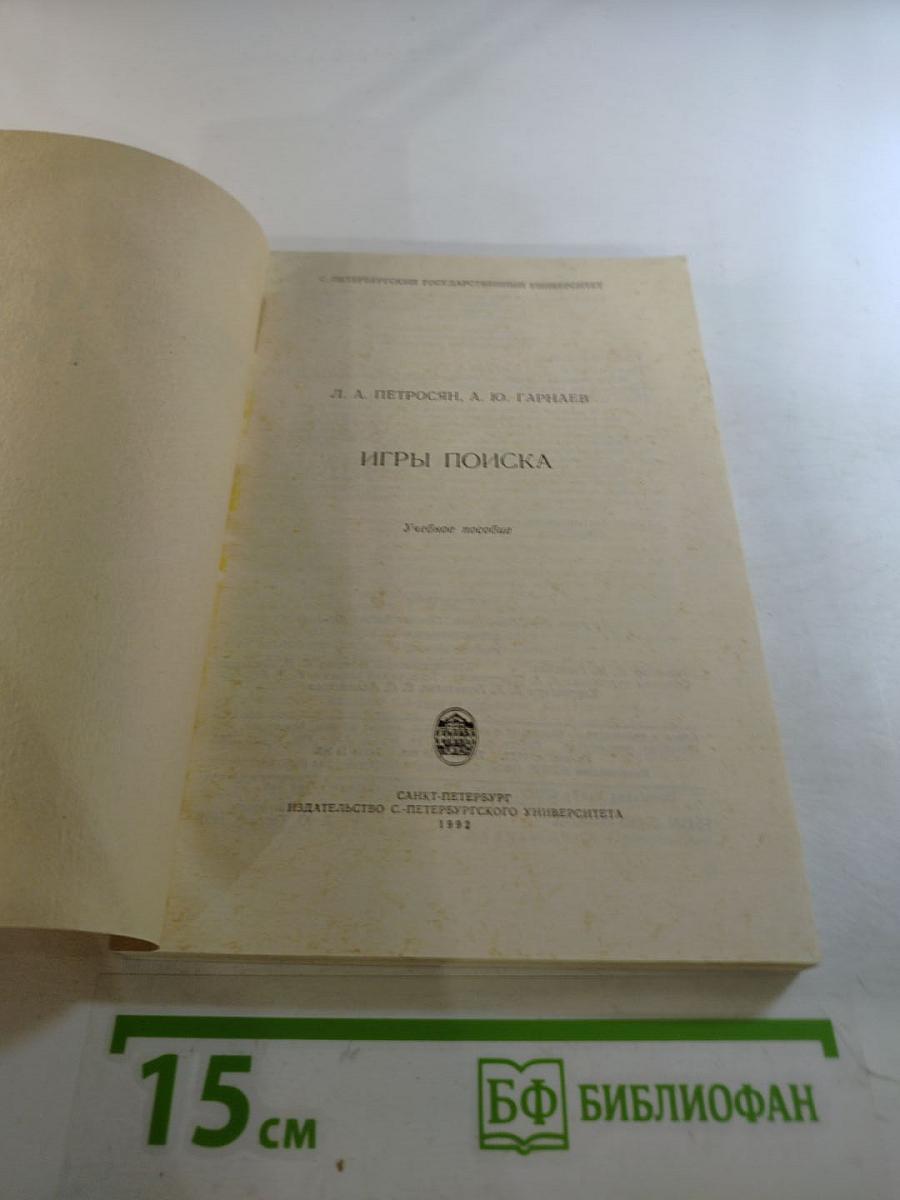 С.-ПЕТЕРБУРГСКИЙ ГОСУДАРСТВЕННЫЙ УНИВЕРСИТЕТ
Л. А. ПЕТРОСЯН, А. Ю. ГАРНАЕВ
ИГРЫ ПОИСКА
Учебное пособие
САНКТ-ПЕТЕРБУРГ
ИЗДАТЕЛЬСТВО С.-ПЕТЕРБУРГСКОГО УНИВЕРСИТЕТА
1992
15 см
БФ БИБЛИОФАН